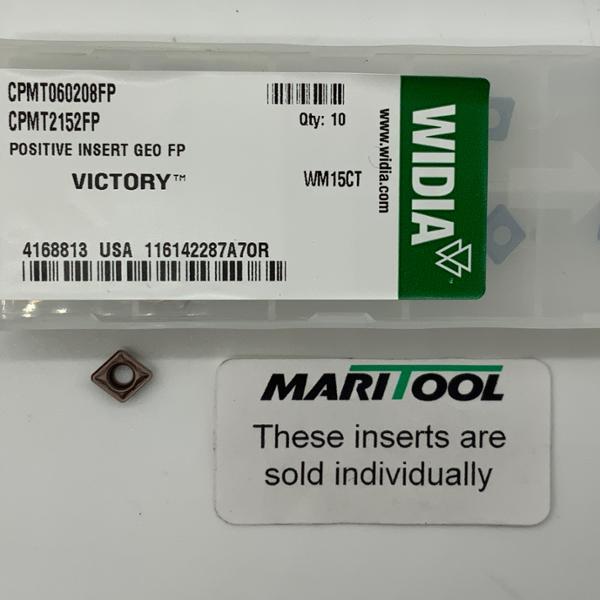 CPMT060208FP
CPMT2152FP
Qty: 10
POSITIVE INSERT GEO FP
VICTORY™
WM15CT
4168813 USA 116142287A7OR
www.widia.com
WIDIA
MARITOOL
These inserts are
sold individually